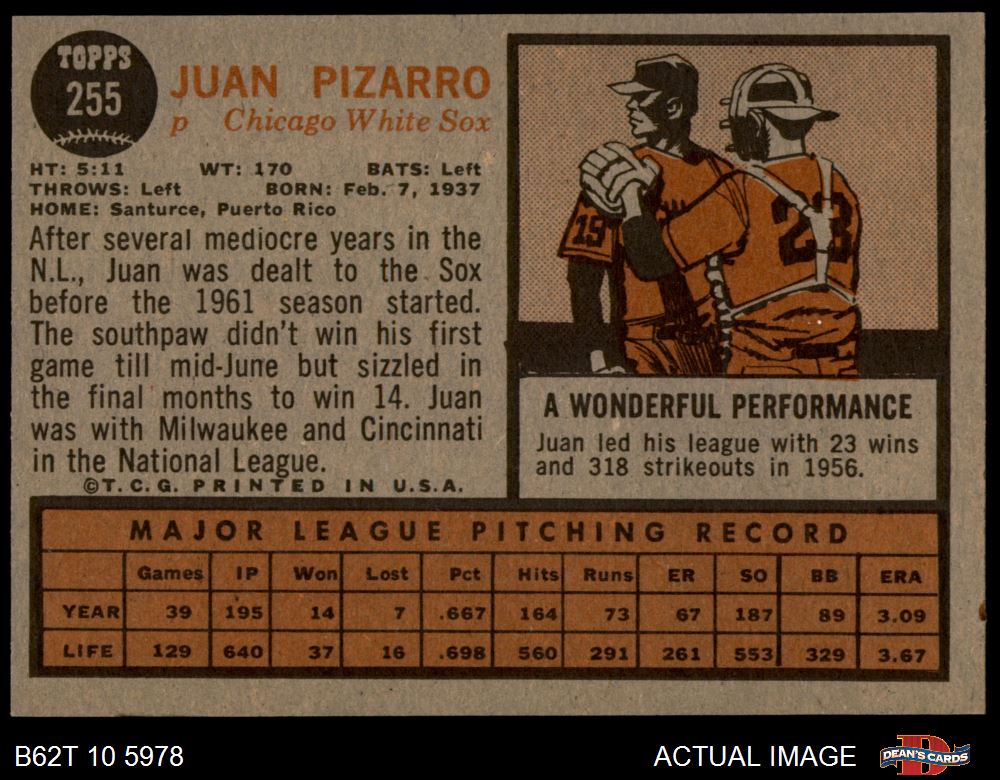 TOPPS
255
JUAN PIZARRO
p Chicago White Sox
HT: 5:11 WT: 170 BATS: Left
THROWS: Left BORN: Feb. 7, 1937
HOME: Santurce, Puerto Rico
After several mediocre years in the
N.L., Juan was dealt to the Sox
before the 1961 season started.
The southpaw didn't win his first
game till mid-June but sizzled in
the final months to win 14. Juan
was with Milwaukee and Cincinnati
in the National League.
©T.C.G. PRINTED IN U.S.A.
19
23
A WONDERFUL PERFORMANCE
Juan led his league with 23 wins
and 318 strikeouts in 1956.
MAJOR LEAGUE PITCHING RECORD
Games IP Won Lost Pct Hits Runs ER SO BB ERA
YEAR 39 195 14 7 .667 164 73 67 187 89 3.09
LIFE 129 640 37 16 .698 560 291 261 553 329 3.67
B62T 10 5978 ACTUAL IMAGE DEAN'S CARDS